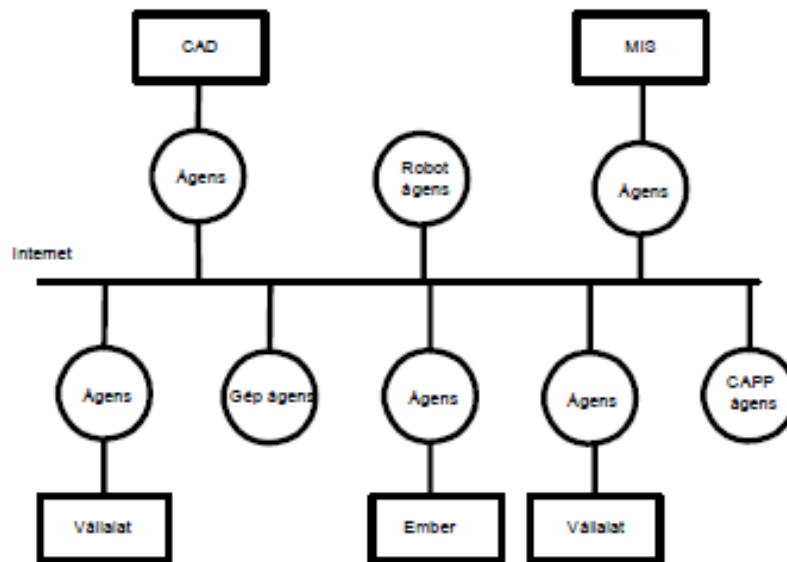 CAD
MIS
Ágens
Robot
ágens
Ágens
Internet
Ágens
Gép ágens
Ágens
Ágens
CAPP
ágens
Vállalat
Ember
Vállalat